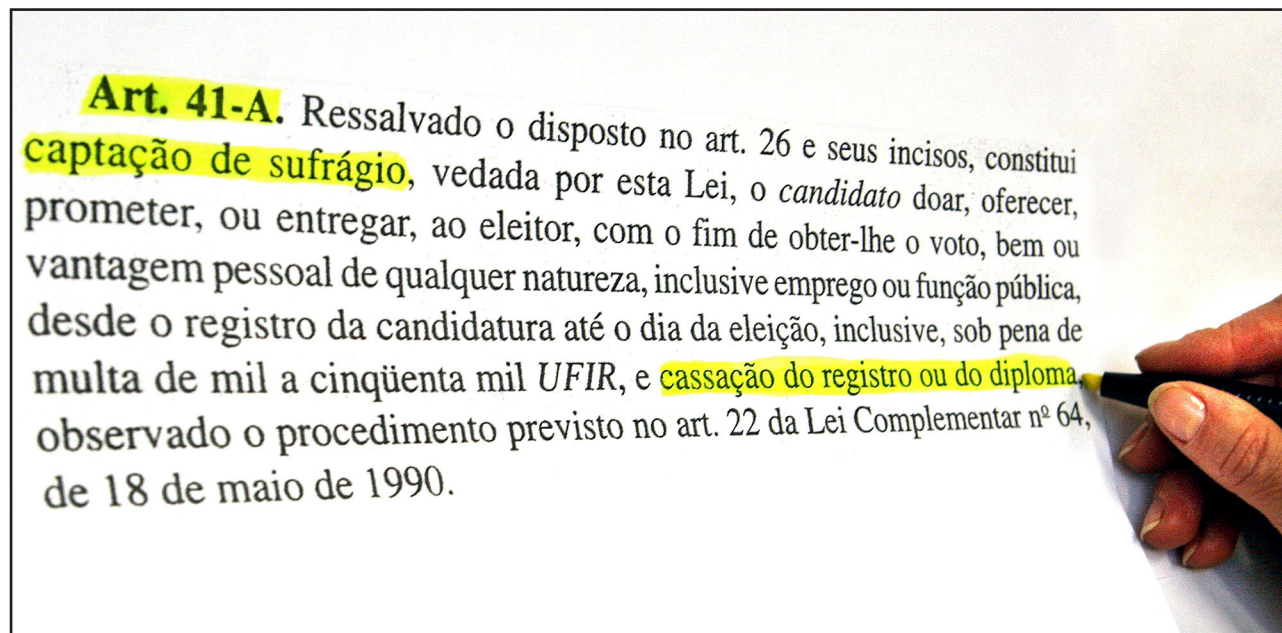 Art. 41-A. Ressalvado o disposto no art. 26 e seus incisos, constitui
captação de sufrágio, vedada por esta Lei, o candidato doar, oferecer,
prometer, ou entregar, ao eleitor, com o fim de obter-lhe o voto, bem ou
vantagem pessoal de qualquer natureza, inclusive emprego ou função pública,
desde o registro da candidatura até o dia da eleição, inclusive, sob pena de
multa de mil a cinqüenta mil UFIR, e cassação do registro ou do diploma,
observado o procedimento previsto no art. 22 da Lei Complementar nº 64,
de 18 de maio de 1990.